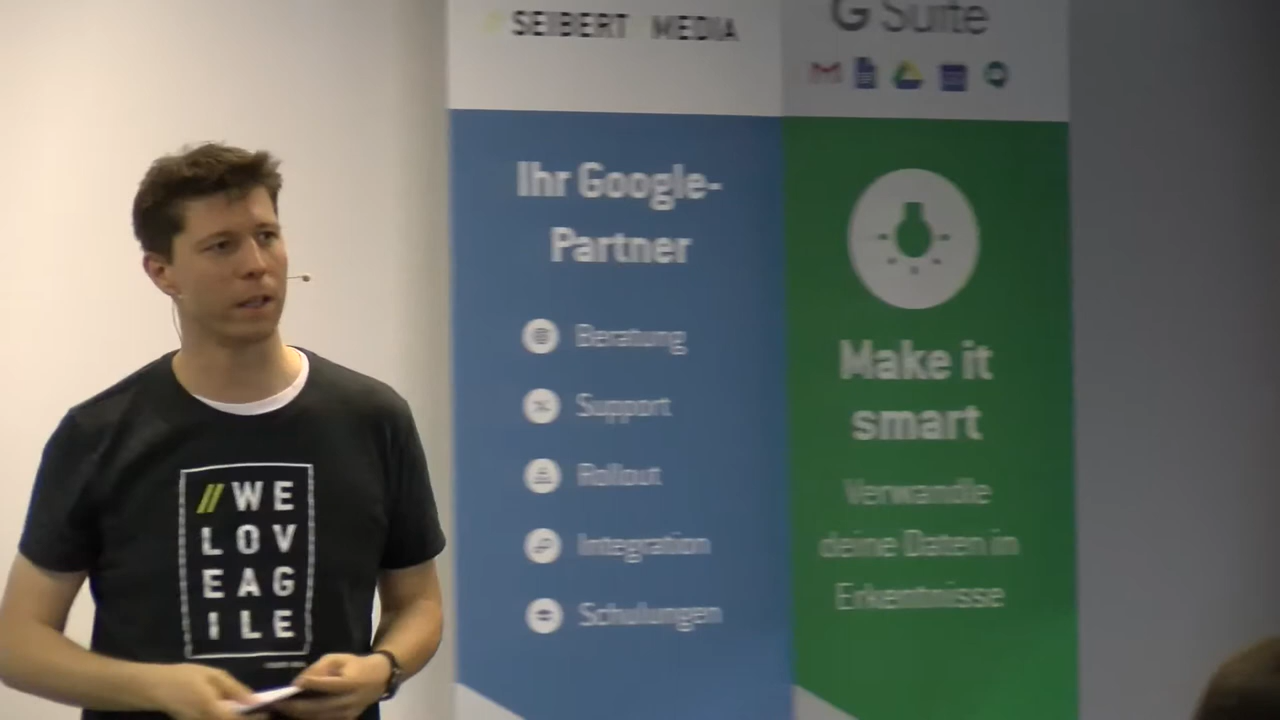 SEIBERT MEDIA
G Suite
Ihr Google-
Partner
Beratung
Support
Rollout
Integration
Schulungen
Make it
smart
Verwandle
deine Daten in
Erkentnisse
//WE
LOV
EAG
ILE